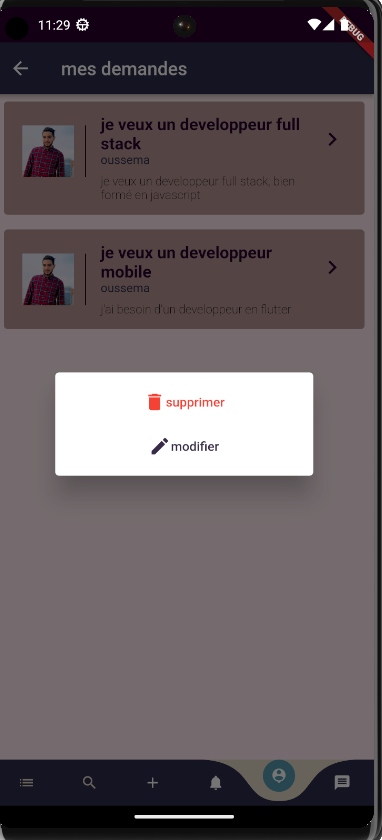 11:29
DEBUG
mes demandes
je veux un developpeur full
stack
oussema
je veux un developpeur full stack, bien
formé en javascript
je veux un developpeur
mobile
oussema
j'ai besoin d'un developpeur en flutter
supprimer
modifier